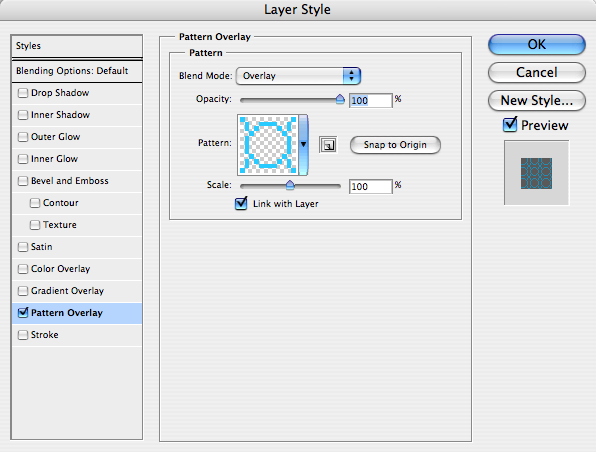 Layer Style
Styles
Blending Options: Default
Drop Shadow
Inner Shadow
Outer Glow
Inner Glow
Bevel and Emboss
Contour
Texture
Satin
Color Overlay
Gradient Overlay
Pattern Overlay
Stroke
Pattern Overlay
Pattern
Blend Mode: Overlay
Opacity: 100 %
Pattern: Snap to Origin
Scale: 100 %
Link with Layer
OK
Cancel
New Style...
Preview